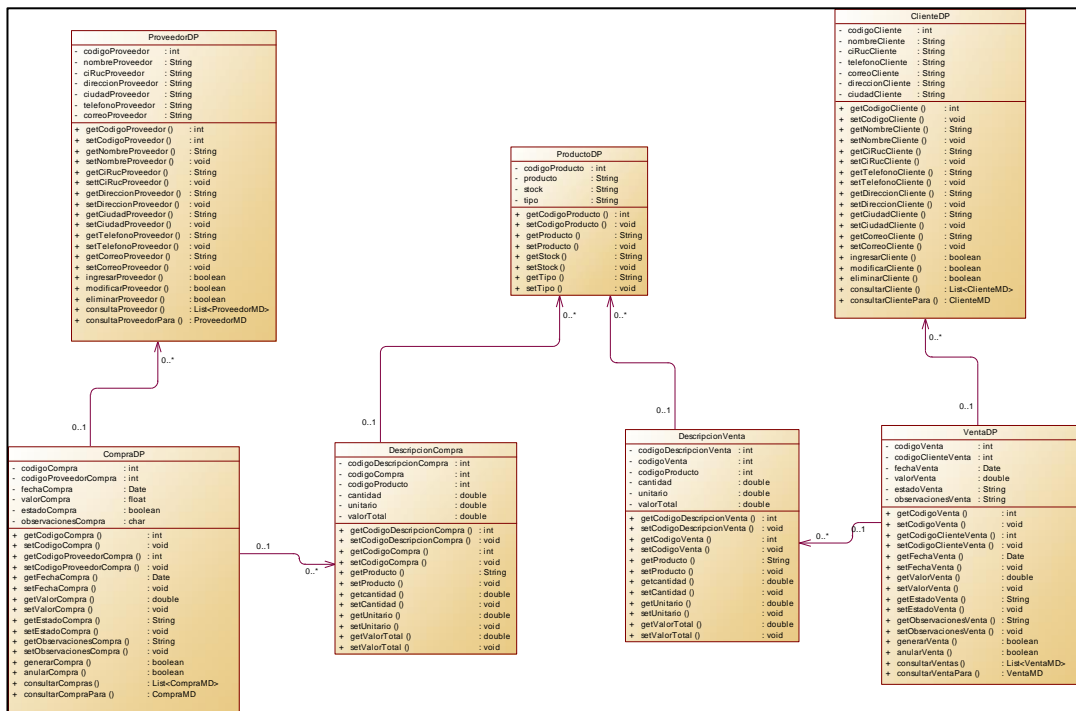 ProveedorDP
- codigoProveedor : int
- nombreProveedor : String
- ciRucProveedor : String
- direccionProveedor : String
- ciudadProveedor : String
- telefonoProveedor : String
- correoProveedor : String
+ getCodigoProveedor () : int
+ setCodigoProveedor () : int
+ getNombreProveedor () : String
+ setNombreProveedor () : void
+ getCiRucProveedor () : String
+ settCiRucProveedor () : void
+ getDireccionProveedor () : String
+ setDireccionProveedor () : void
+ getCiudadProveedor () : String
+ setCiudadProveedor () : void
+ getTelefonoProveedor () : String
+ setTelefonoProveedor () : void
+ getCorreoProveedor () : String
+ setCorreoProveedor () : void
+ ingresarProveedor () : boolean
+ modificarProveedor () : boolean
+ eliminarProveedor () : boolean
+ consultaProveedor () : List<ProveedorMD>
+ consultaProveedorPara () : ProveedorMD
ProductoDP
- codigoProducto : int
- producto : String
- stock : String
- tipo : String
+ getCodigoProducto () : int
+ setCodigoProducto () : void
+ getProducto () : String
+ setProducto () : void
+ getStock () : String
+ setStock () : void
+ getTipo () : String
+ setTipo () : void
ClienteDP
- codigoCliente : int
- nombreCliente : String
- ciRucCliente : String
- telefonoCliente : String
- correoCliente : String
- direccionCliente : String
- ciudadCliente : String
+ getCodigoCliente () : int
+ setCodigoCliente () : void
+ getNombreCliente () : String
+ setNombreCliente () : void
+ getCiRucCliente () : String
+ setCiRucCliente () : void
+ getTelefonoCliente () : String
+ setTelefonoCliente () : void
+ getDireccionCliente () : String
+ setDireccionCliente () : void
+ getCiudadCliente () : String
+ setCiudadCliente () : void
+ getCorreoCliente () : String
+ setCorreoCliente () : void
+ ingresarCliente () : boolean
+ modificarCliente () : boolean
+ eliminarCliente () : boolean
+ consultarCliente () : List<ClienteMD>
+ consultarClientePara () : ClienteMD
0..*
0..*
0..*
0..*
0..1
0..1
0..1
0..1
CompraDP
- codigoCompra : int
- codigoProveedorCompra : int
- fechaCompra : Date
- valorCompra : float
- estadoCompra : boolean
- observacionesCompra : char
+ getCodigoCompra () : int
+ setCodigoCompra () : void
+ getCodigoProveedorCompra () : int
+ setCodigoProveedorCompra () : void
+ getFechaCompra () : Date
+ setFechaCompra () : void
+ getValorCompra () : double
+ setValorCompra () : void
+ getEstadoCompra () : String
+ setEstadoCompra () : void
+ getObservacionesCompra () : String
+ setObservacionesCompra () : void
+ generarCompra () : boolean
+ anularCompra () : boolean
+ consultarCompras () : List<CompraMD>
+ consultarCompraPara () : CompraMD
0..1
0..*
DescripcionCompra
- codigoDescripcionCompra : int
- codigoCompra : int
- codigoProducto : int
- cantidad : double
- unitario : double
- valorTotal : double
+ getCodigoDescripcionCompra () : int
+ setCodigoDescripcionCompra () : void
+ getCodigoCompra () : int
+ setCodigoCompra () : void
+ getProducto () : String
+ setProducto () : void
+ getcantidad () : double
+ setCantidad () : void
+ getUnitario () : double
+ setUnitario () : void
+ getValorTotal () : double
+ setValorTotal () : void
DescripcionVenta
- codigoDescripcionVenta : int
- codigoVenta : int
- codigoProducto : int
- cantidad : double
- unitario : double
- valorTotal : double
+ getCodigoDescripcionVenta () : int
+ setCodigoDescripcionVenta () : void
+ getCodigoVenta () : int
+ setCodigoVenta () : void
+ getProducto () : String
+ setProducto () : void
+ getcantidad () : double
+ setCantidad () : void
+ getUnitario () : double
+ setUnitario () : void
+ getValorTotal () : double
+ setValorTotal () : void
0..*
0..1
VentaDP
- codigoVenta : int
- codigoClienteVenta : int
- fechaVenta : Date
- valorVenta : double
- estadoVenta : String
- observacionesVenta : String
+ getCodigoVenta () : int
+ setCodigoVenta () : void
+ getCodigoClienteVenta () : int
+ setCodigoClienteVenta () : void
+ getFechaVenta () : Date
+ setFechaVenta () : void
+ getValorVenta () : double
+ setValorVenta () : void
+ getEstadoVenta () : String
+ setEstadoVenta () : void
+ getObservacionesVenta () : String
+ setObservacionesVenta () : void
+ generarVenta () : boolean
+ anularVenta () : boolean
+ consultarVentas () : List<VentaMD>
+ consultarVentaPara () : VentaMD